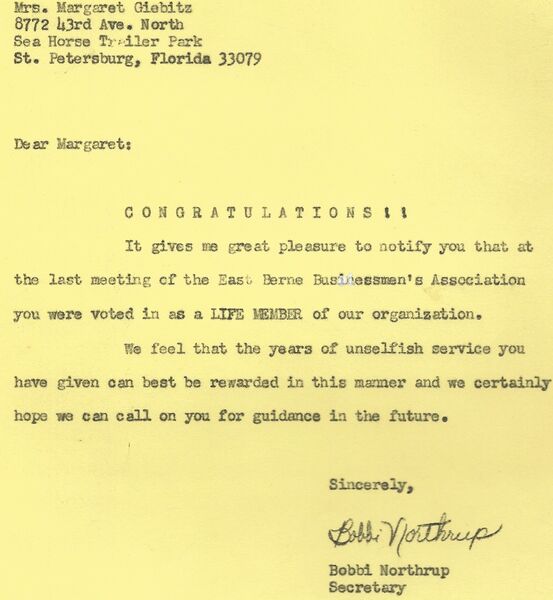 Mrs. Margaret Giebitz
8772 43rd Ave. North
Sea Horse Trailer Park
St. Petersburg, Florida 33079
Dear Margaret:
C O N G R A T U L A T I O N S ! !
It gives me great pleasure to notify you that at
the last meeting of the East Berne Businessmen's Association
you were voted in as a LIFE MEMBER of our organization.
We feel that the years of unselfish service you
have given can best be rewarded in this manner and we certainly
hope we can call on you for guidance in the future.
Sincerely,
Bobbi Northrup
Bobbi Northrup
Secretary